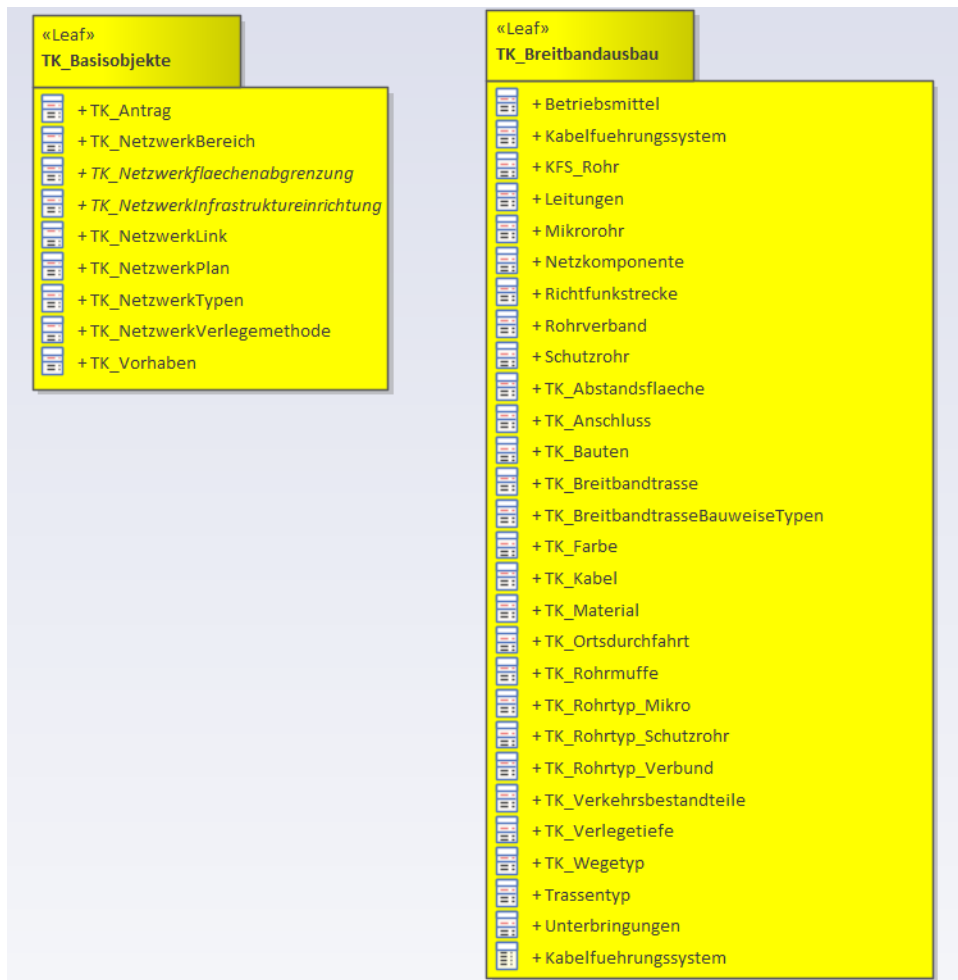 «Leaf»
TK_Basisobjekte
+ TK_Antrag
+ TK_NetzwerkBereich
+ TK_Netzwerkflaechenabgrenzung
+ TK_NetzwerkInfrastruktureinrichtung
+ TK_NetzwerkLink
+ TK_NetzwerkPlan
+ TK_NetzwerkTypen
+ TK_NetzwerkVerlegemethode
+ TK_Vorhaben
«Leaf»
TK_Breitbandausbau
+ Betriebsmittel
+ Kabelfuehrungssystem
+ KFS_Rohr
+ Leitungen
+ Mikrorohr
+ Netzkomponente
+ Richtfunkstrecke
+ Rohrverband
+ Schutzrohr
+ TK_Abstandsflaeche
+ TK_Anschluss
+ TK_Bauten
+ TK_Breitbandtrasse
+ TK_BreitbandtrasseBauweiseTypen
+ TK_Farbe
+ TK_Kabel
+ TK_Material
+ TK_Ortsdurchfahrt
+ TK_Rohrmuffe
+ TK_Rohrtyp_Mikro
+ TK_Rohrtyp_Schutzrohr
+ TK_Rohrtyp_Verbund
+ TK_Verkehrsbestandteile
+ TK_Verlegetiefe
+ TK_Wegetyp
+ Trassentyp
+ Unterbringungen
+ Kabelfuehrungssystem